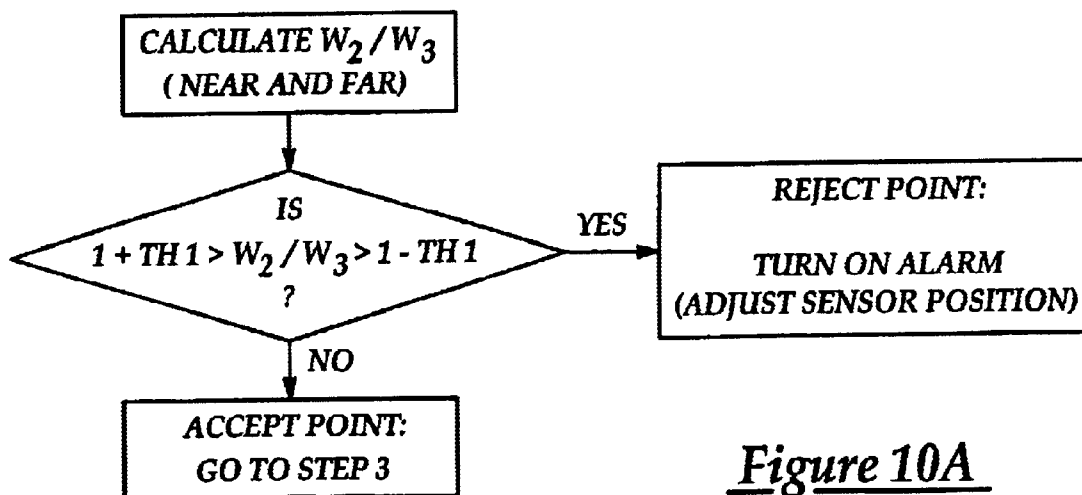 CALCULATE W2 / W3
( NEAR AND FAR)
IS
1 + TH 1 > W2 / W3 > 1 - TH 1
?
YES
REJECT POINT:
TURN ON ALARM
(ADJUST SENSOR POSITION)
NO
ACCEPT POINT:
GO TO STEP 3
Figure 10A